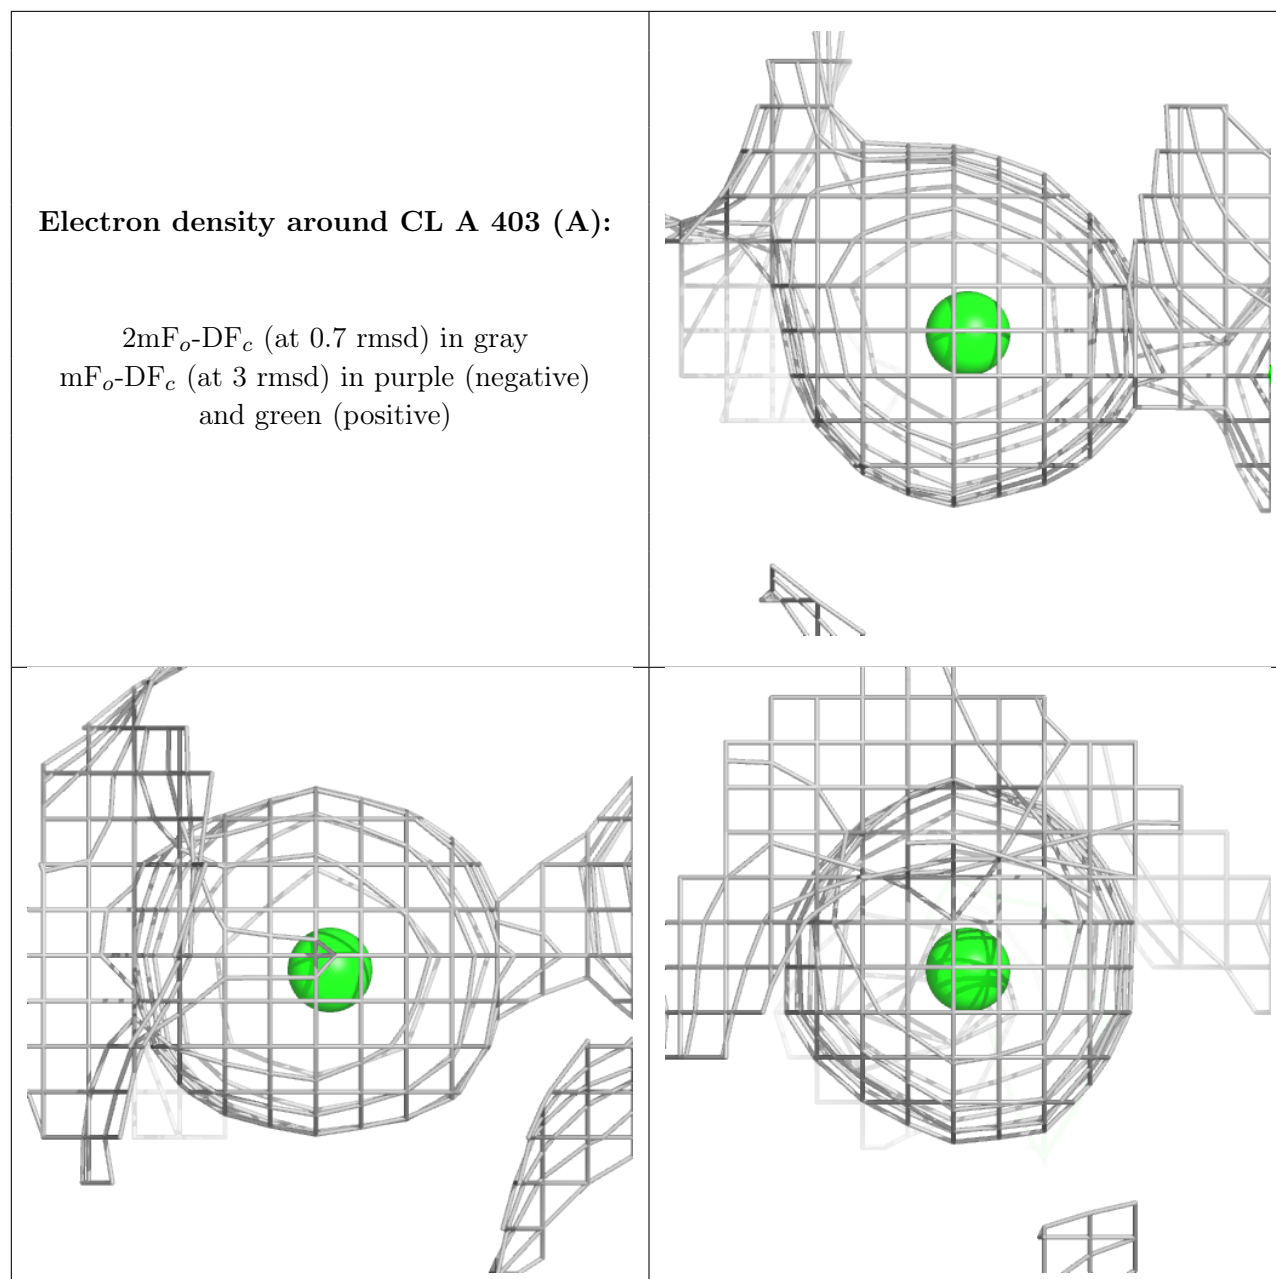 Electron density around CL A 403 (A):
2mFo-DFc (at 0.7 rmsd) in gray
mFo-DFc (at 3 rmsd) in purple (negative)
and green (positive)